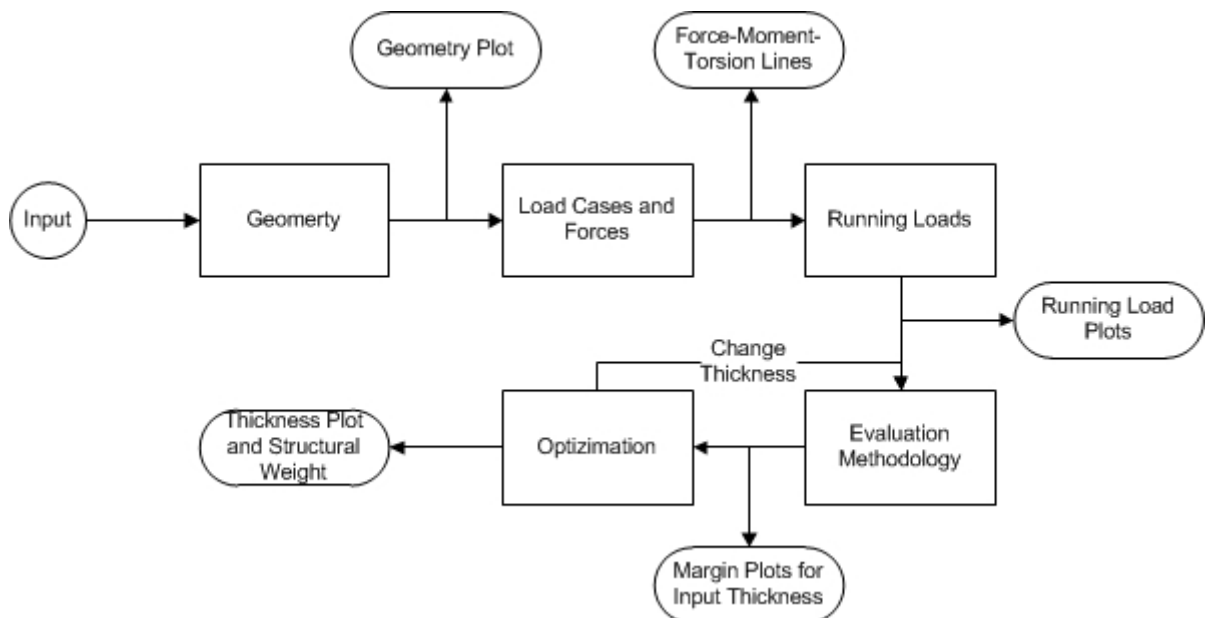 Geometry Plot
Force-Moment-
Torsion Lines
Input
Geomerty
Load Cases and
Forces
Running Loads
Running Load
Plots
Change
Thickness
Thickness Plot
and Structural
Weight
Optizimation
Evaluation
Methodology
Margin Plots for
Input Thickness